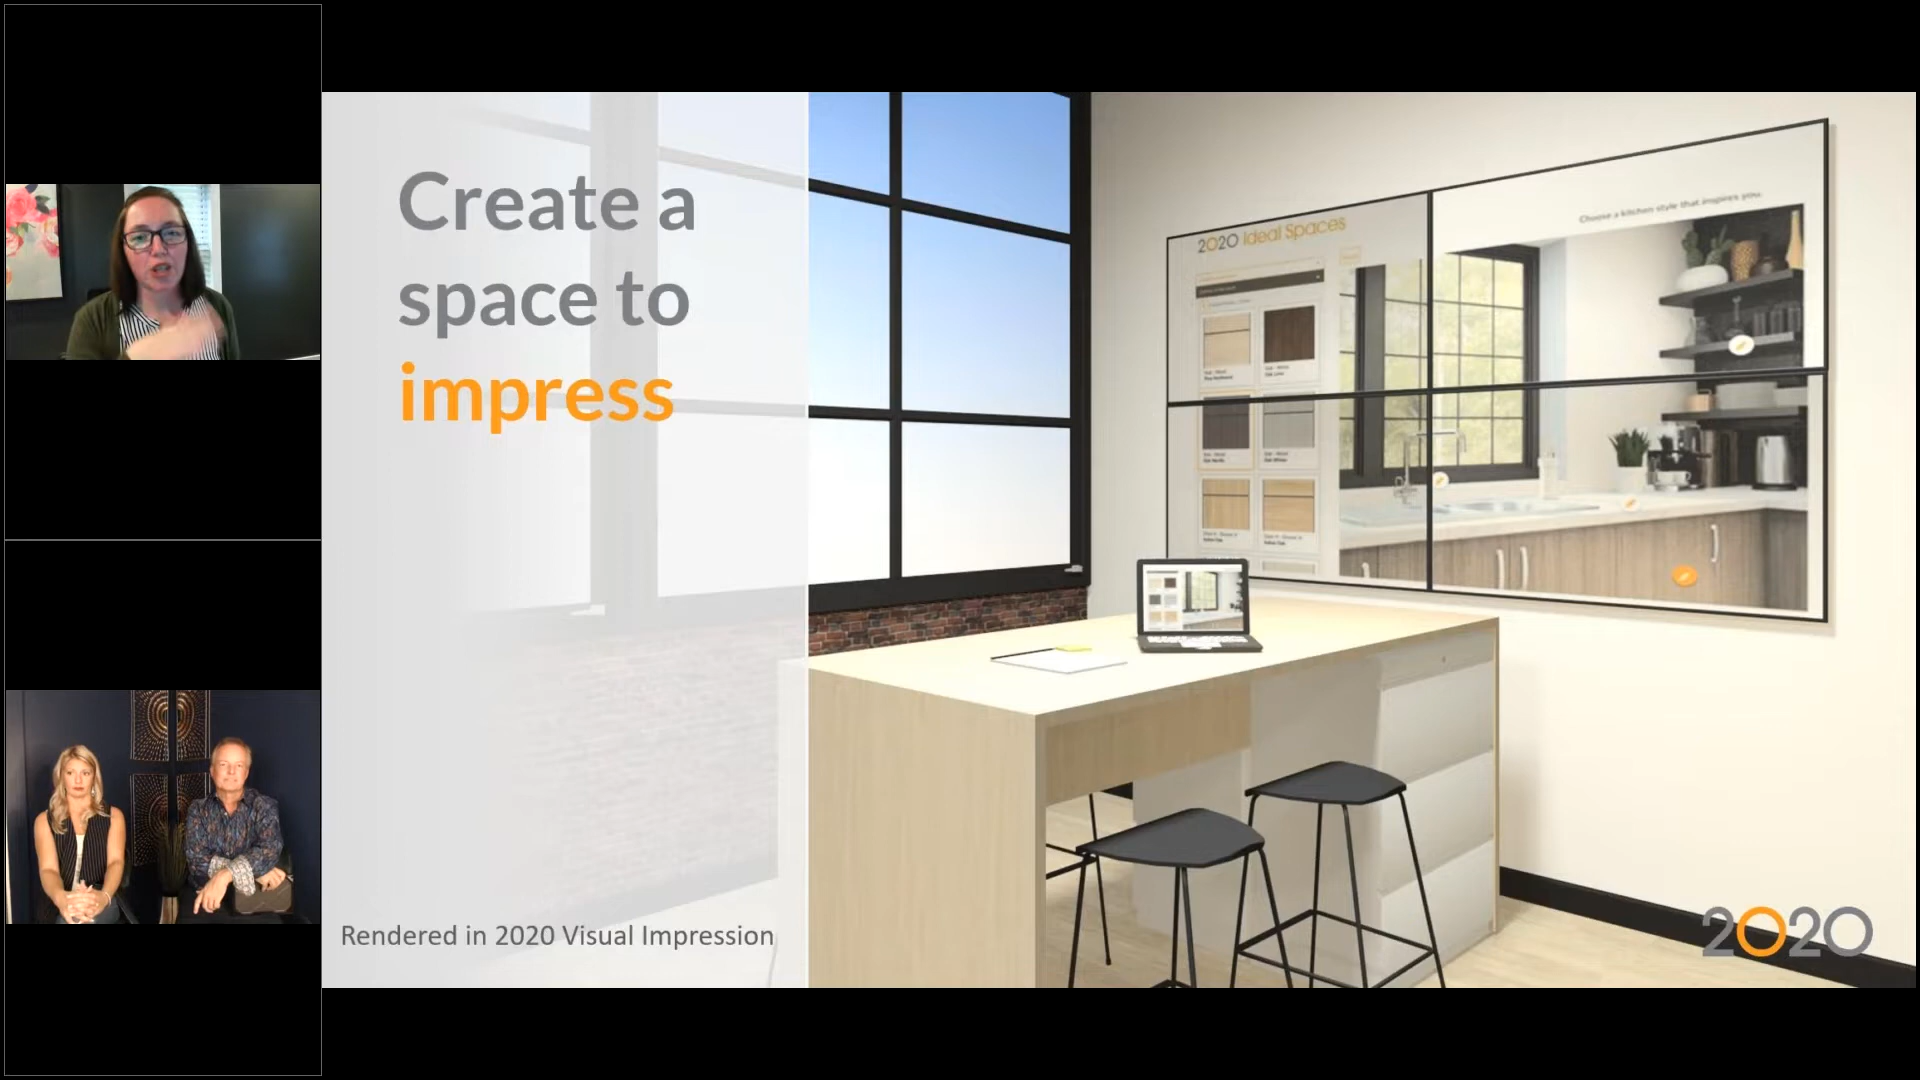 Create a
space to
impress
2020 Ideal Spaces
Choose a kitchen style that inspires you.
Rendered in 2020 Visual Impression
2020